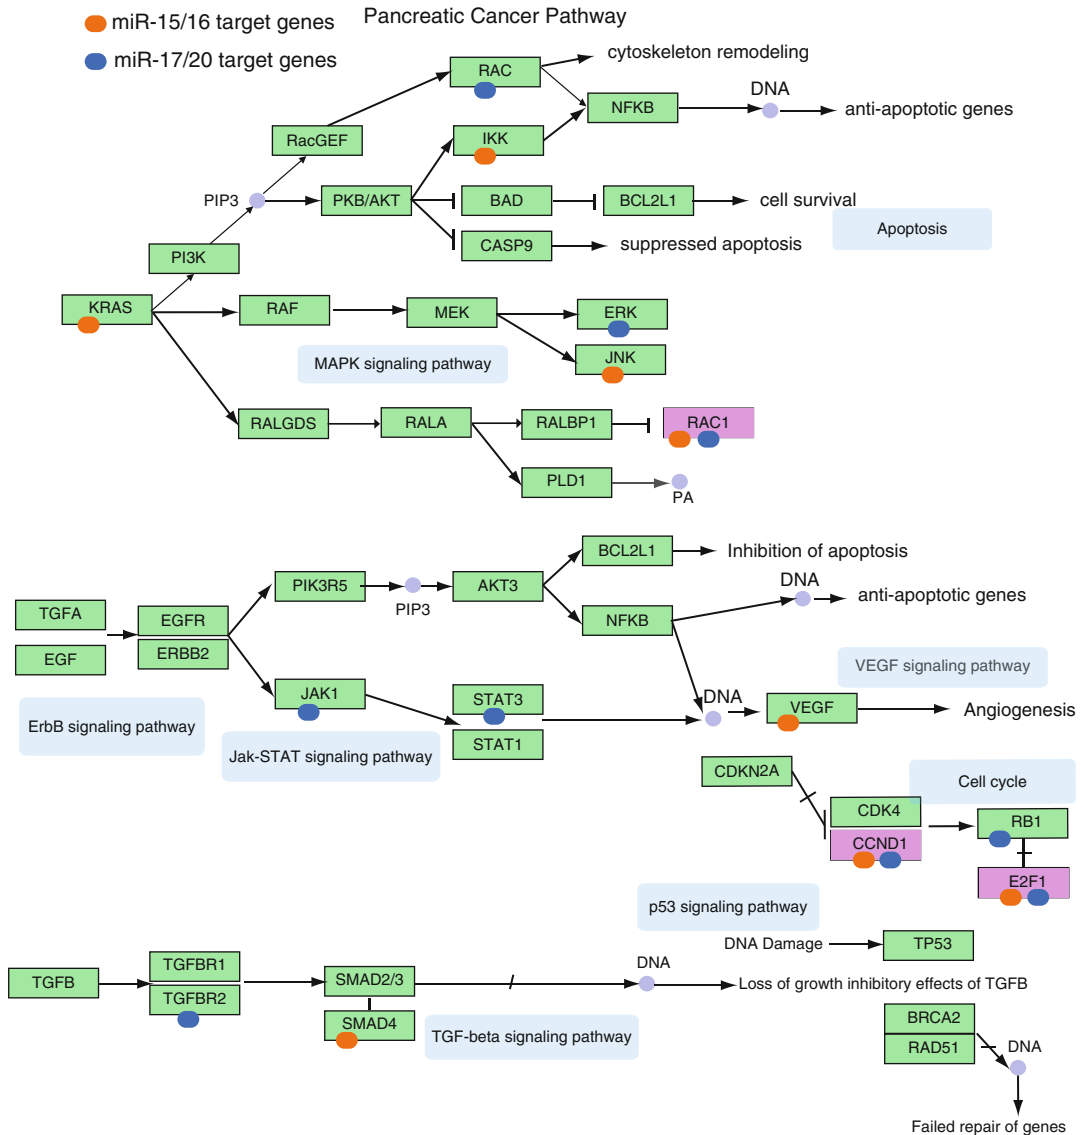 Pancreatic Cancer Pathway
miR-15/16 target genes
miR-17/20 target genes
cytoskeleton remodeling
RAC
DNA
NFKB
anti-apoptotic genes
RacGEF
IKK
PIP3
PKB/AKT
BAD
BCL2L1
cell survival
Apoptosis
CASP9
suppressed apoptosis
PI3K
KRAS
RAF
MEK
ERK
MAPK signaling pathway
JNK
RALGDS
RALA
RALBP1
RAC1
PLD1
PA
BCL2L1
Inhibition of apoptosis
PIK3R5
PIP3
AKT3
DNA
anti-apoptotic genes
TGFA
EGFR
NFKB
EGF
ERBB2
VEGF signaling pathway
JAK1
STAT3
DNA
VEGF
Angiogenesis
ErbB signaling pathway
Jak-STAT signaling pathway
STAT1
CDKN2A
Cell cycle
CDK4
RB1
CCND1
E2F1
p53 signaling pathway
DNA Damage
TP53
TGFB
TGFBR1
TGFBR2
SMAD2/3
DNA
Loss of growth inhibitory effects of TGFB
SMAD4
TGF-beta signaling pathway
BRCA2
RAD51
DNA
Failed repair of genes